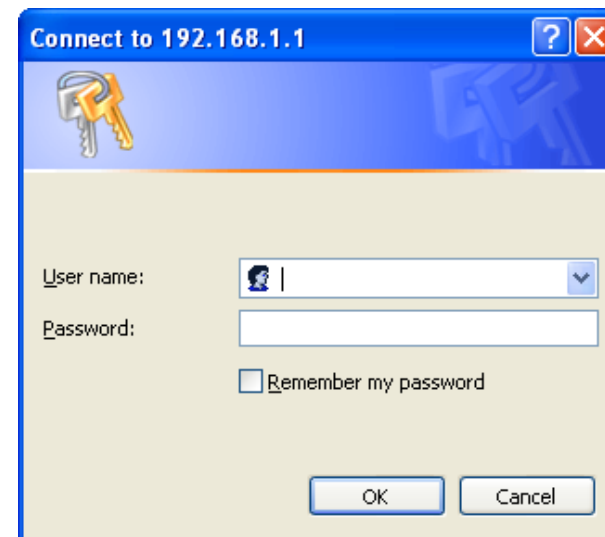 Connect to 192.168.1.1
User name:
Password:
Remember my password
OK Cancel